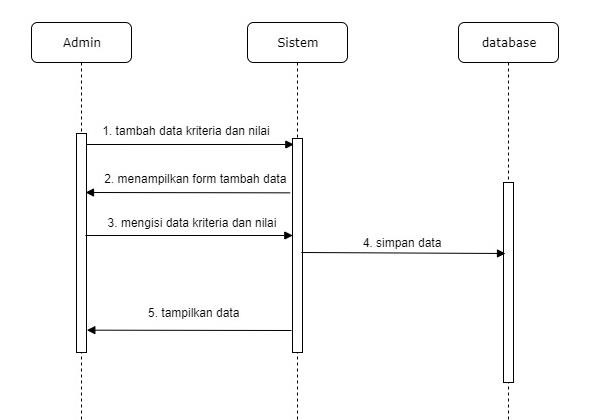 Admin
Sistem
database
1. tambah data kriteria dan nilai
2. menampilkan form tambah data
3. mengisi data kriteria dan nilai
4. simpan data
5. tampilkan data